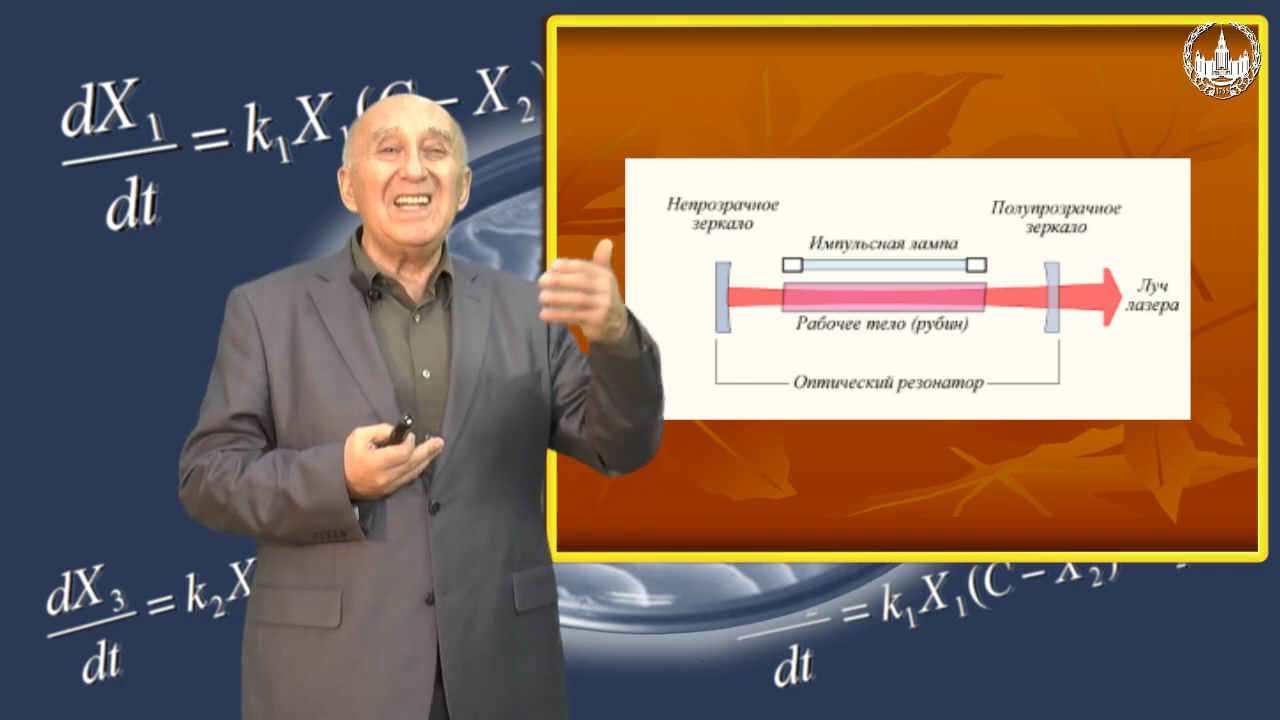 dX₁
= k₁X₁(C − X₂)
dt
Непрозрачное
зеркало
Полупрозрачное
зеркало
Импульсная лампа
Луч
лазера
Рабочее тело (рубин)
Оптический резонатор
dX₃
= k₂X
dt
= k₁X₁(C − X₂)
dt
1755